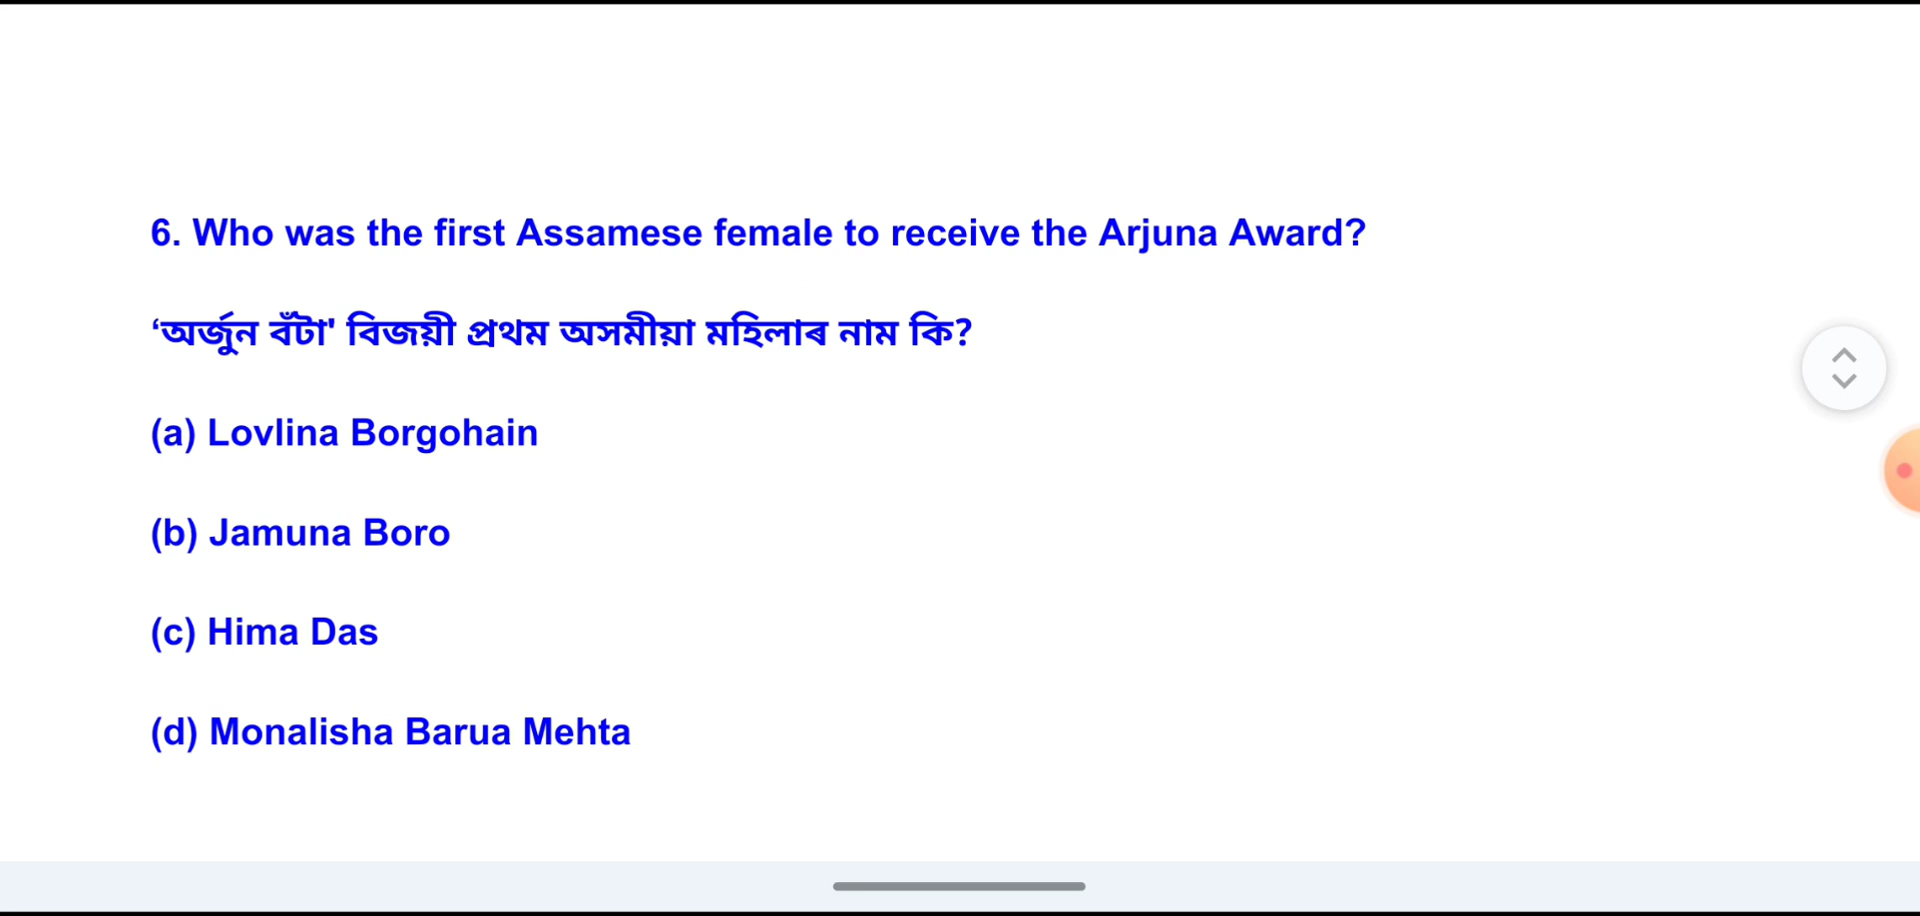 6. Who was the first Assamese female to receive the Arjuna Award?
‘অৰ্জুন বঁটা' বিজয়ী প্ৰথম অসমীয়া মহিলাৰ নাম কি?
(a) Lovlina Borgohain
(b) Jamuna Boro
(c) Hima Das
(d) Monalisha Barua Mehta